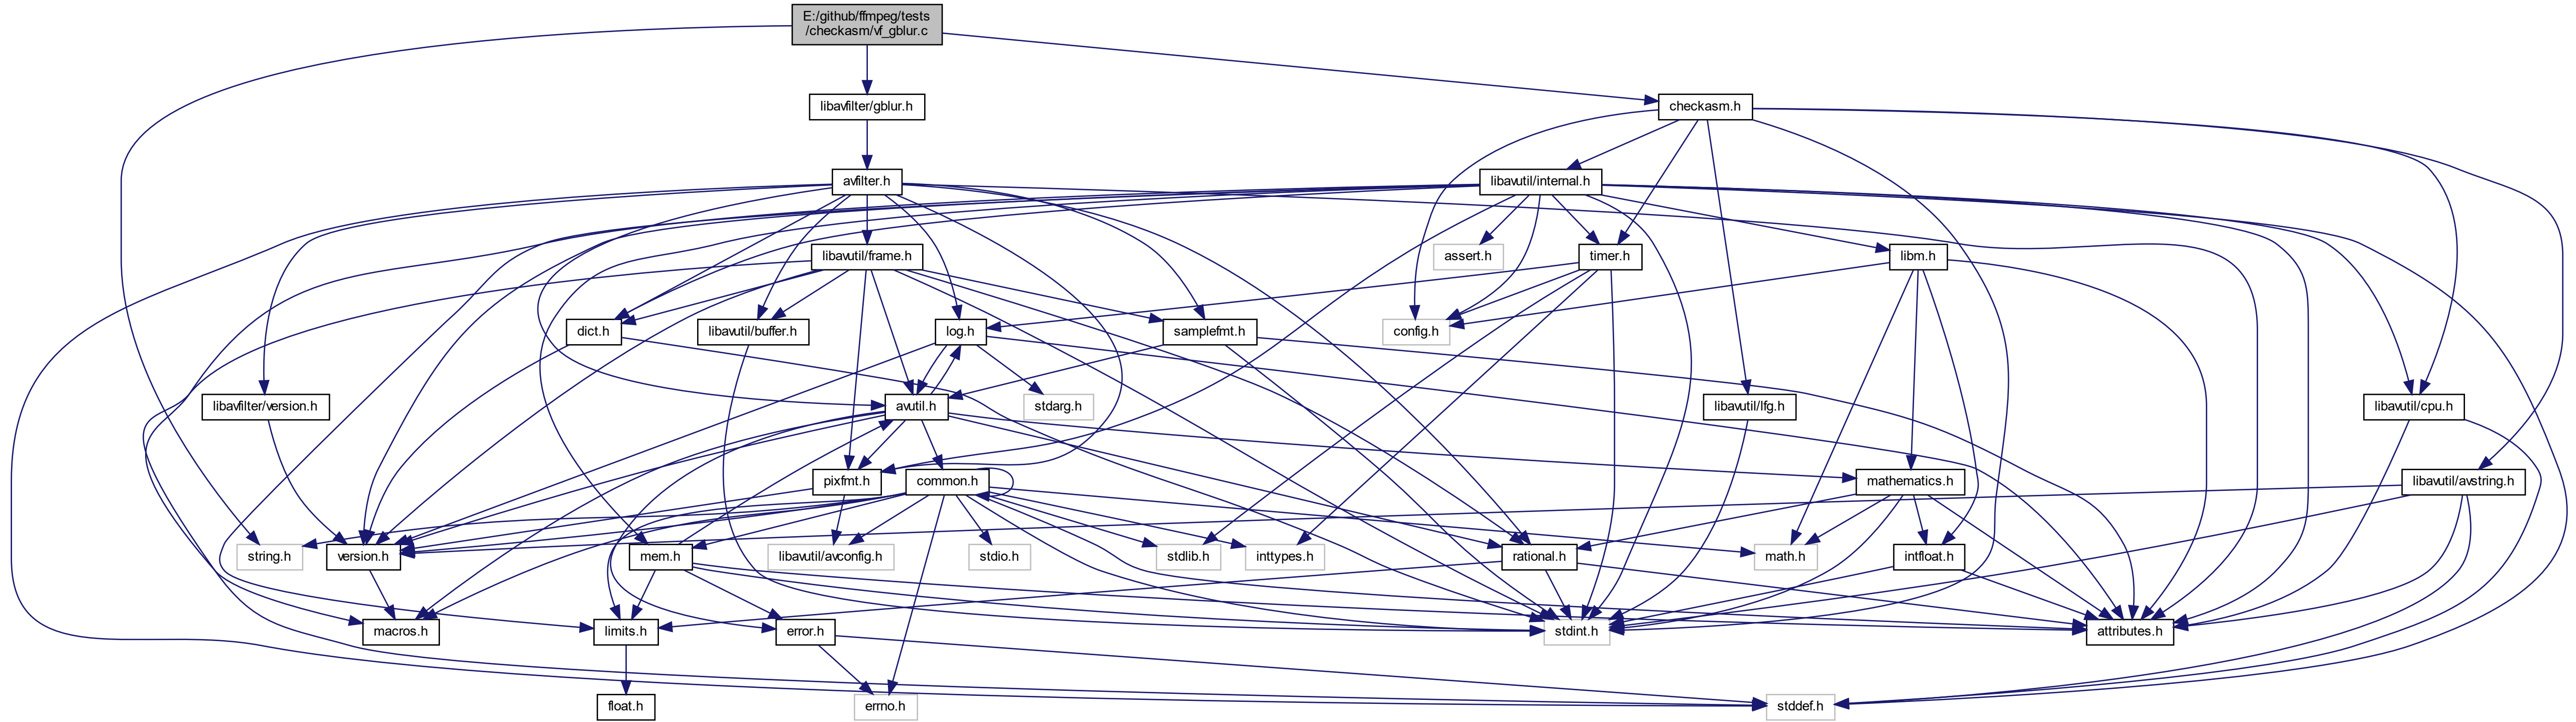 E:/github/ffmpeg/tests
/checkasm/vf_gblur.c
libavfilter/gblur.h
checkasm.h
avfilter.h
libavutil/internal.h
libavutil/frame.h
assert.h
timer.h
libm.h
dict.h
libavutil/buffer.h
log.h
samplefmt.h
config.h
libavfilter/version.h
avutil.h
stdarg.h
libavutil/lfg.h
libavutil/cpu.h
pixfmt.h
common.h
mathematics.h
libavutil/avstring.h
string.h
version.h
mem.h
libavutil/avconfig.h
stdio.h
stdlib.h
inttypes.h
rational.h
math.h
intfloat.h
macros.h
limits.h
error.h
stdint.h
attributes.h
float.h
errno.h
stddef.h